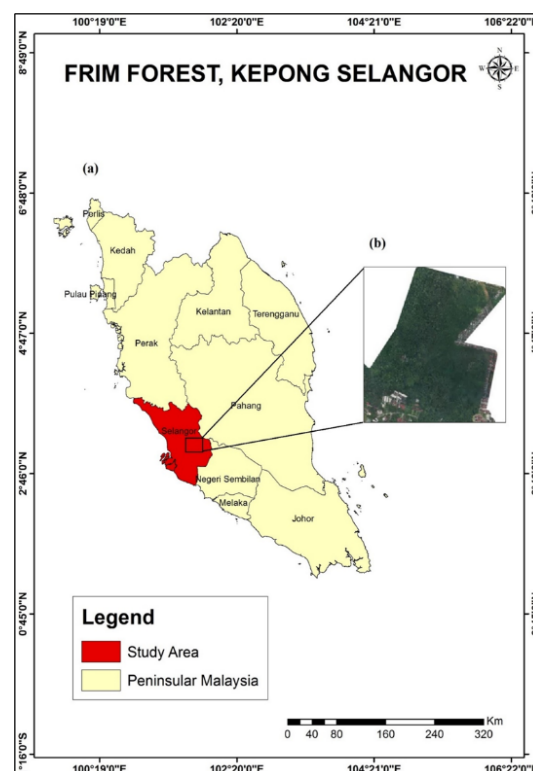 100°19'0"E 102°20'0"E 104°21'0"E 106°22'0"E
8°49'0"N
FRIM FOREST, KEPONG SELANGOR
N
W E
S
(a)
6°48'0"N
Perlis
Kedah
(b)
Pulau Pinang
Kelantan
Terengganu
4°47'0"N
Perak
Pahang
Selangor
2°46'0"N
Negeri Sembilan
Melaka
Johor
0°45'0"N
Legend
Study Area
Peninsular Malaysia
Km
0 40 80 160 240 320
°16'0"S
100°19'0"E 102°20'0"E 104°21'0"E 106°22'0"E